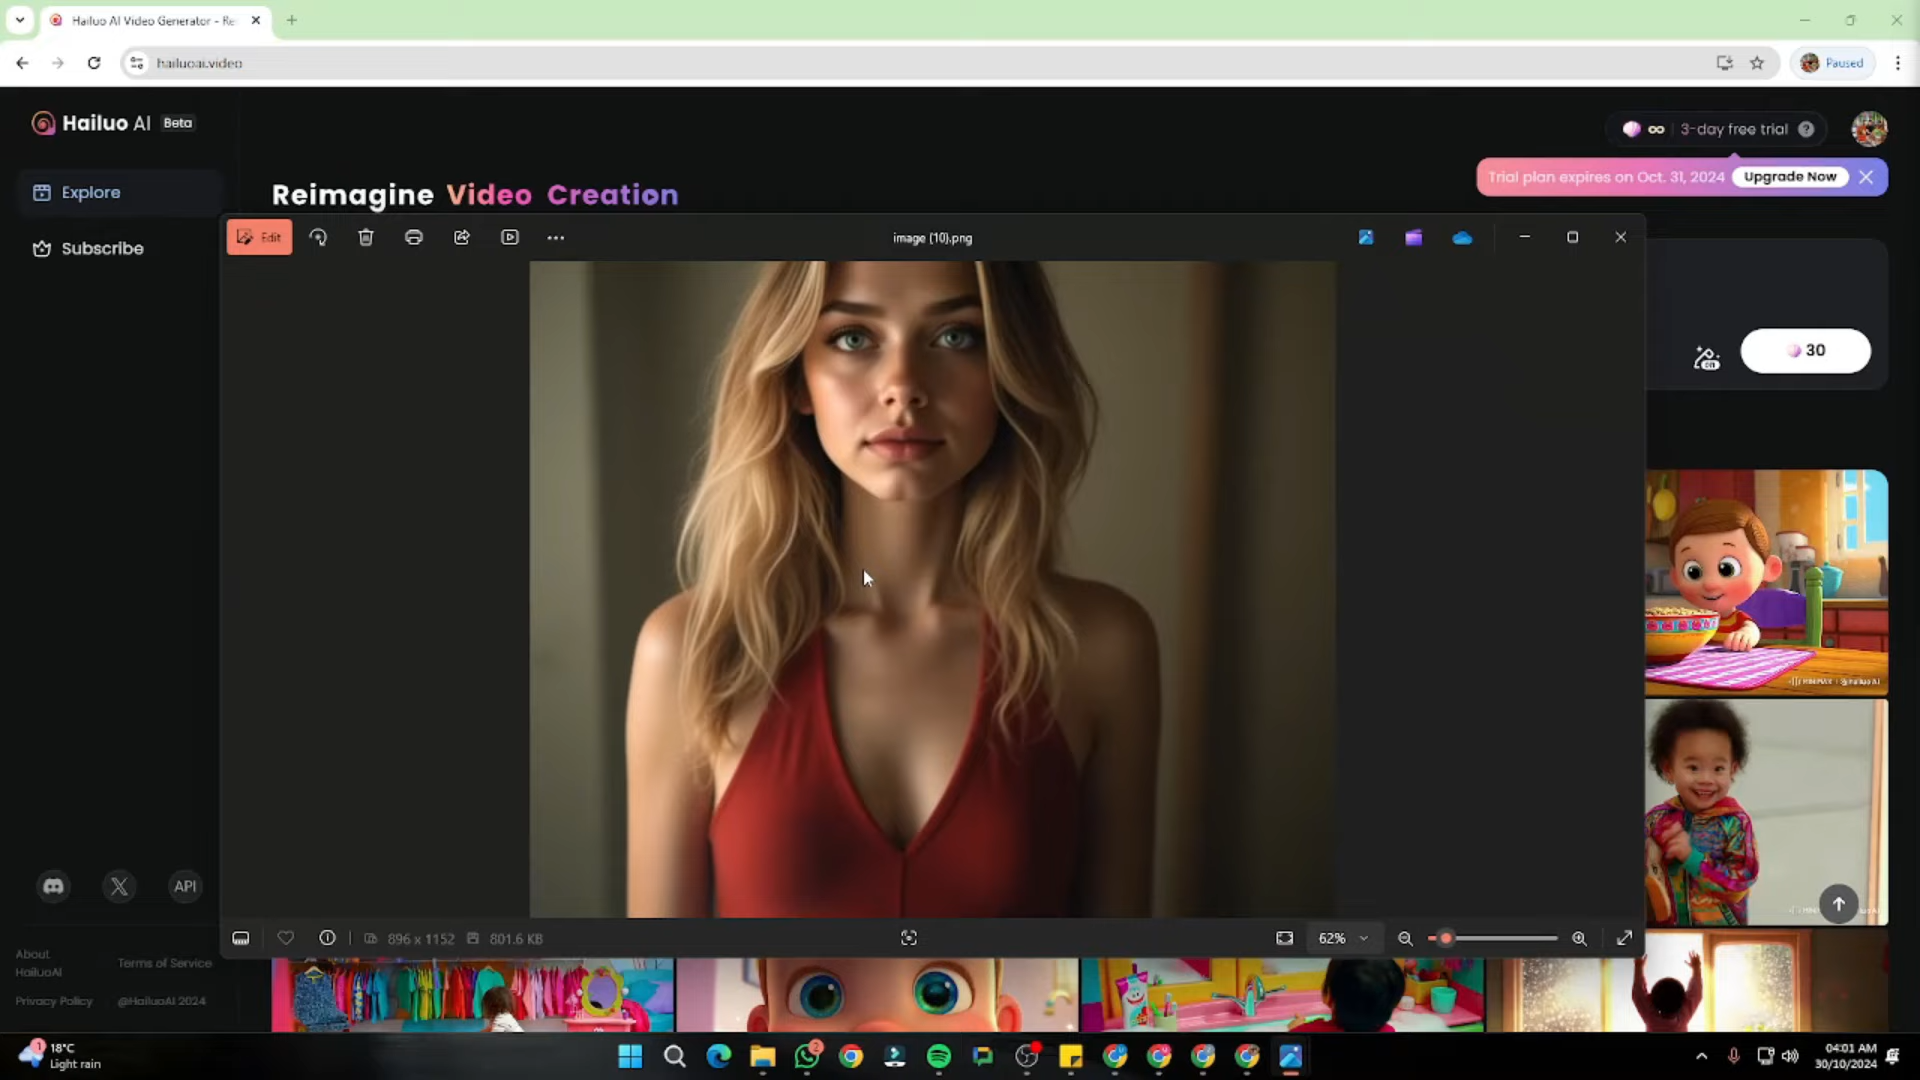 Hailuo AI Video Generator - Re
hailuoai.video
Paused
Hailuo AI Beta
∞ | 3-day free trial
Trial plan expires on Oct. 31, 2024 Upgrade Now
Explore
Reimagine Video Creation
Subscribe
Edit
image (10).png
30
API
896 x 1152
801.6 KB
62%
About
HailuoAI
Terms of Service
Privacy Policy
@HailuoAI 2024
1
18°C
Light rain
2
04:01 AM
30/10/2024